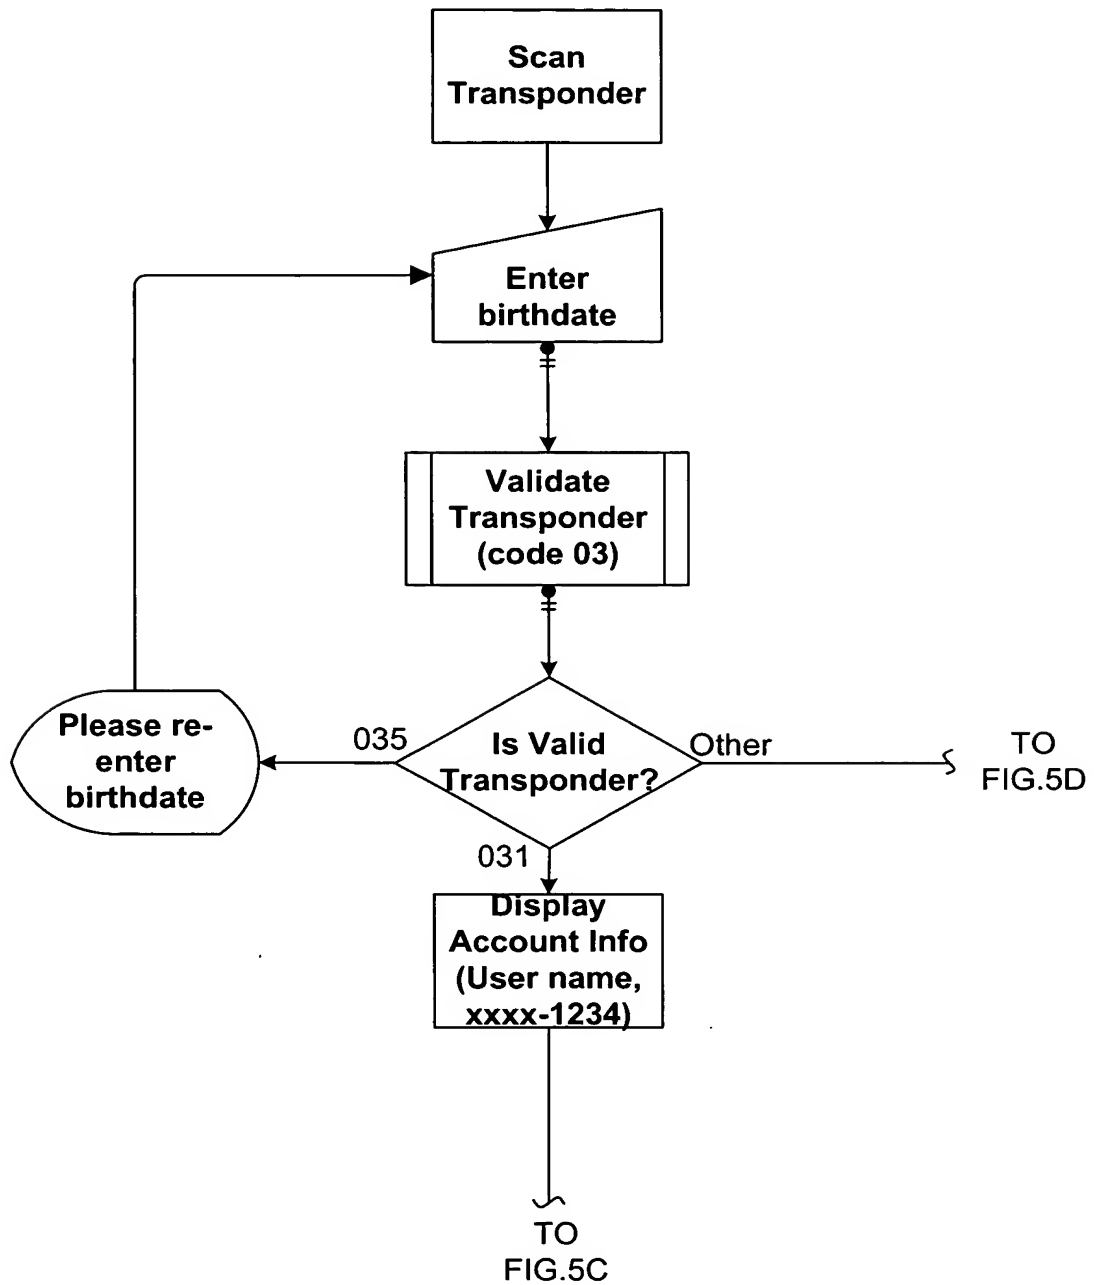 Scan
Transponder
Enter
birthdate
Validate
Transponder
(code 03)
Please re-
enter
birthdate
035
Is Valid
Transponder?
Other
TO
FIG.5D
031
Display
Account Info
(User name,
xxxx-1234)
TO
FIG.5C